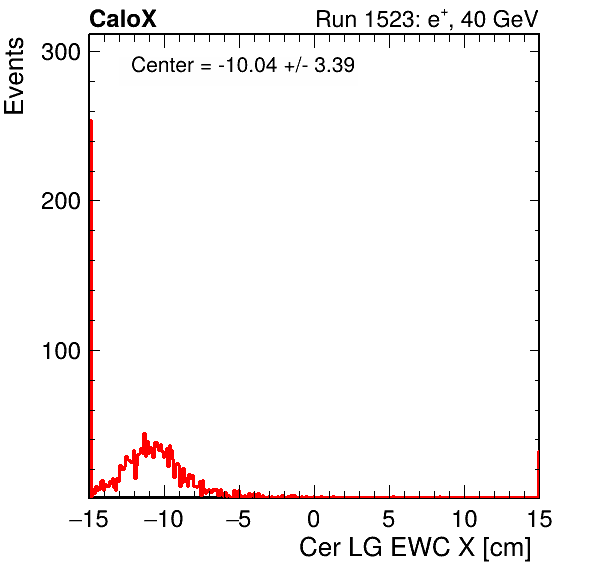 CaloX
Run 1523: e+, 40 GeV
Center = -10.04 +/- 3.39
Events
300
200
100
−15 −10 −5 0 5 10 15
Cer LG EWC X [cm]